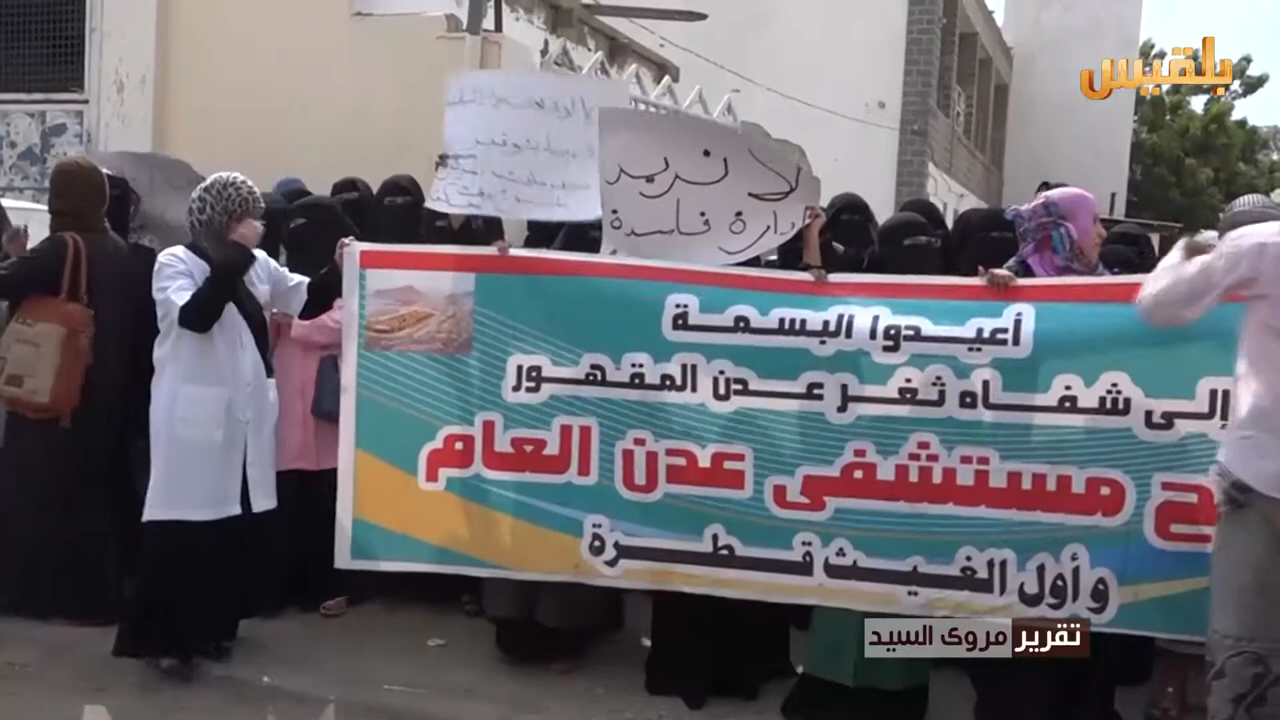 بلقيس
لا نريد
إدارة فاسدة
أعيدوا البسمة
إلى شفاه ثغر عدن المقهور
مستشفى عدن العام
وأول الغيث قطرة
تقرير مروى السيد